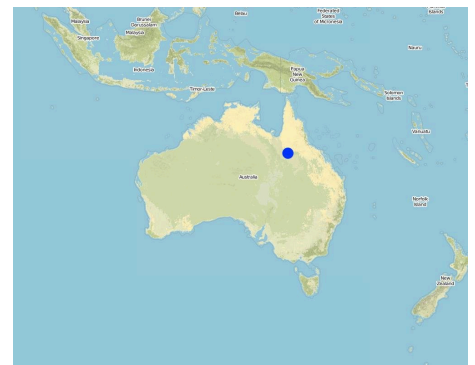 Islands
Palau
Brunei
Darussalam
Malaysia
Malaysia
Singapore
Federated
States
of Micronesia
Nauru
Indonesia
Papua
New
Guinea
Timor-Leste
Solomon
Islands
Vanuatu
Australia
Norfolk
Island
New
Zealand